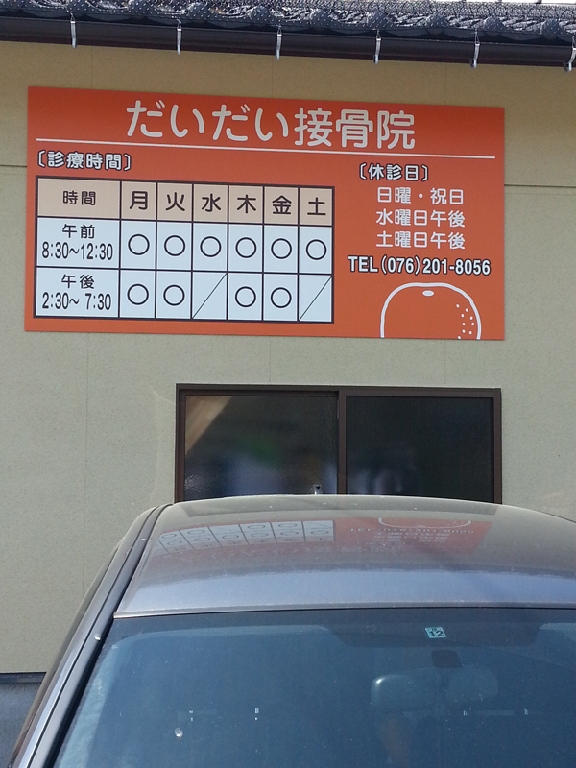 だいだい接骨院
〔診療時間〕
時間 月 火 水 木 金 土
午前 8:30〜12:30 ○ ○ ○ ○ ○ ○
午後 2:30〜7:30 ○ ○ ／ ○ ○ ／
〔休診日〕
日曜・祝日
水曜日午後
土曜日午後
TEL(076)201-8056